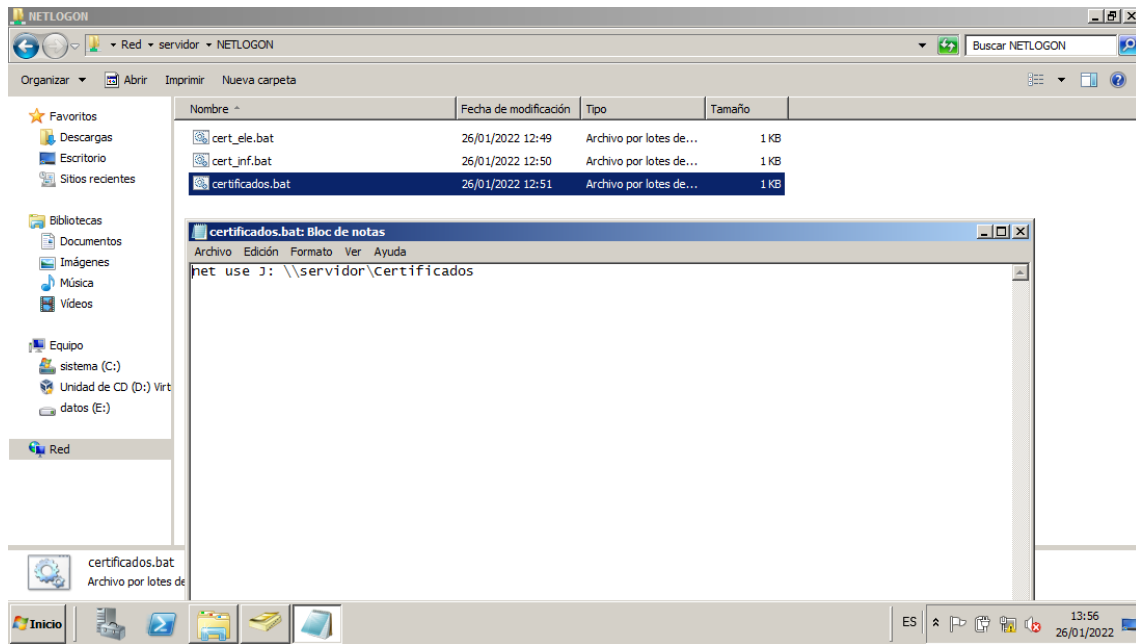 NETLOGON
Red ▾ servidor ▾ NETLOGON
Buscar NETLOGON
Organizar ▾ Abrir Imprimir Nueva carpeta
Nombre Fecha de modificación Tipo Tamaño
Favoritos
Descargas
Escritorio
Sitios recientes
Bibliotecas
Documentos
Imágenes
Música
Vídeos
Equipo
sistema (C:)
Unidad de CD (D:) Virt
datos (E:)
Red
cert_ele.bat 26/01/2022 12:49 Archivo por lotes de... 1 KB
cert_inf.bat 26/01/2022 12:50 Archivo por lotes de... 1 KB
certificados.bat 26/01/2022 12:51 Archivo por lotes de... 1 KB
certificados.bat: Bloc de notas
Archivo Edición Formato Ver Ayuda
net use J: \\servidor\Certificados
certificados.bat
Archivo por lotes de
Inicio
ES
13:56
26/01/2022